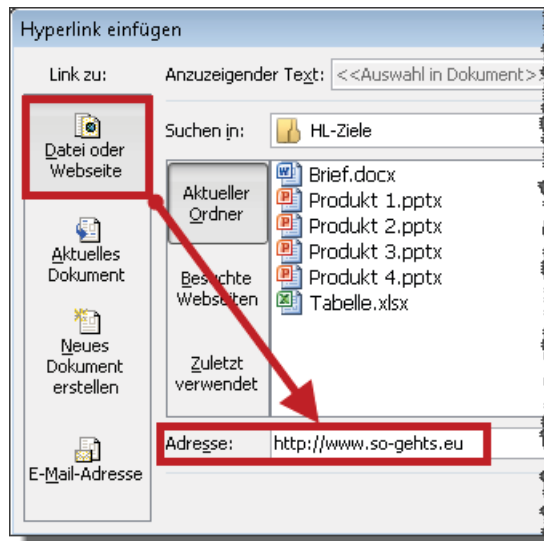 Hyperlink einfügen
Link zu:
Anzuzeigender Text: <<Auswahl in Dokument>>
Datei oder
Webseite
Suchen in: HL-Ziele
Aktueller
Ordner
Brief.docx
Produkt 1.pptx
Produkt 2.pptx
Produkt 3.pptx
Produkt 4.pptx
Tabelle.xlsx
Aktuelles
Dokument
Besuchte
Webseiten
Neues
Dokument
erstellen
Zuletzt
verwendet
Adresse: http://www.so-gehts.eu
E-Mail-Adresse